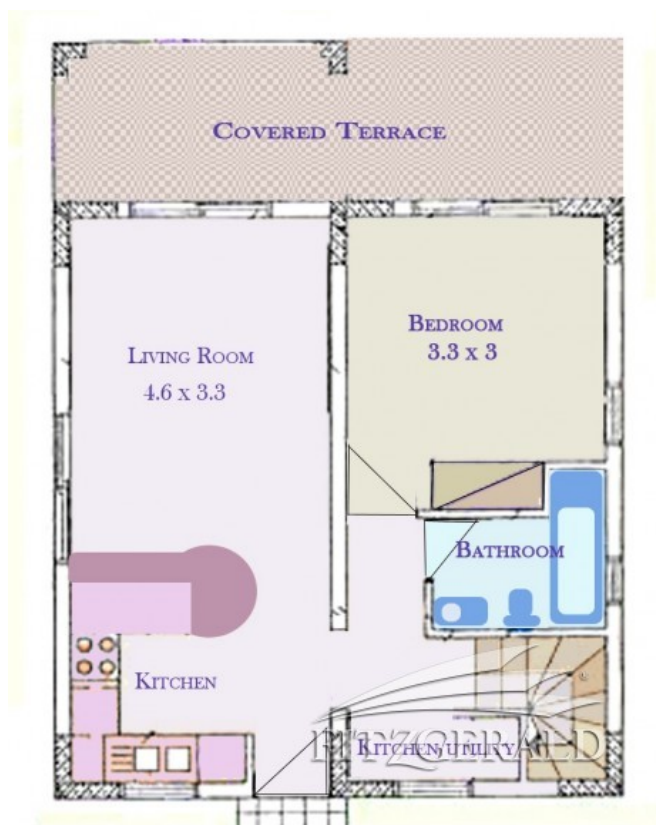 COVERED TERRACE
BEDROOM
3.3 x 3
LIVING ROOM
4.6 x 3.3
BATHROOM
KITCHEN
FITZGERALD
KITCHEN/UTILITY